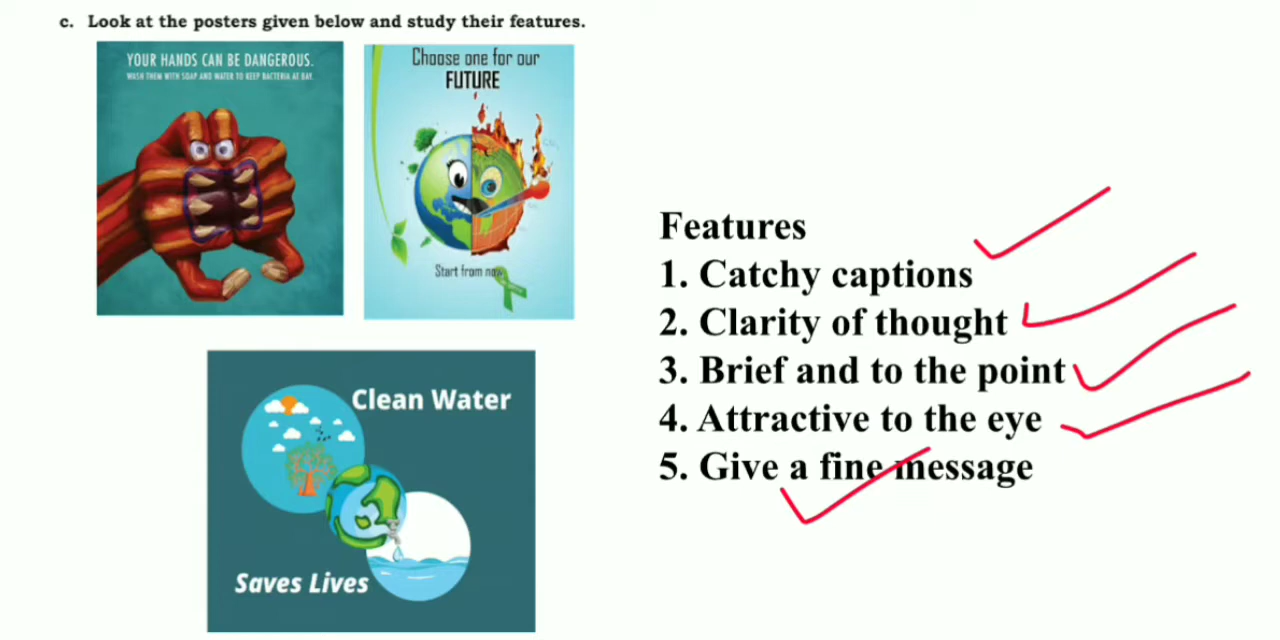 c. Look at the posters given below and study their features.
YOUR HANDS CAN BE DANGEROUS.
WASH THEM WITH SOAP AND WATER TO KEEP BACTERIA AT BAY.
Choose one for our
FUTURE
Start from now
Clean Water
Saves Lives
Features
1. Catchy captions
2. Clarity of thought
3. Brief and to the point
4. Attractive to the eye
5. Give a fine message